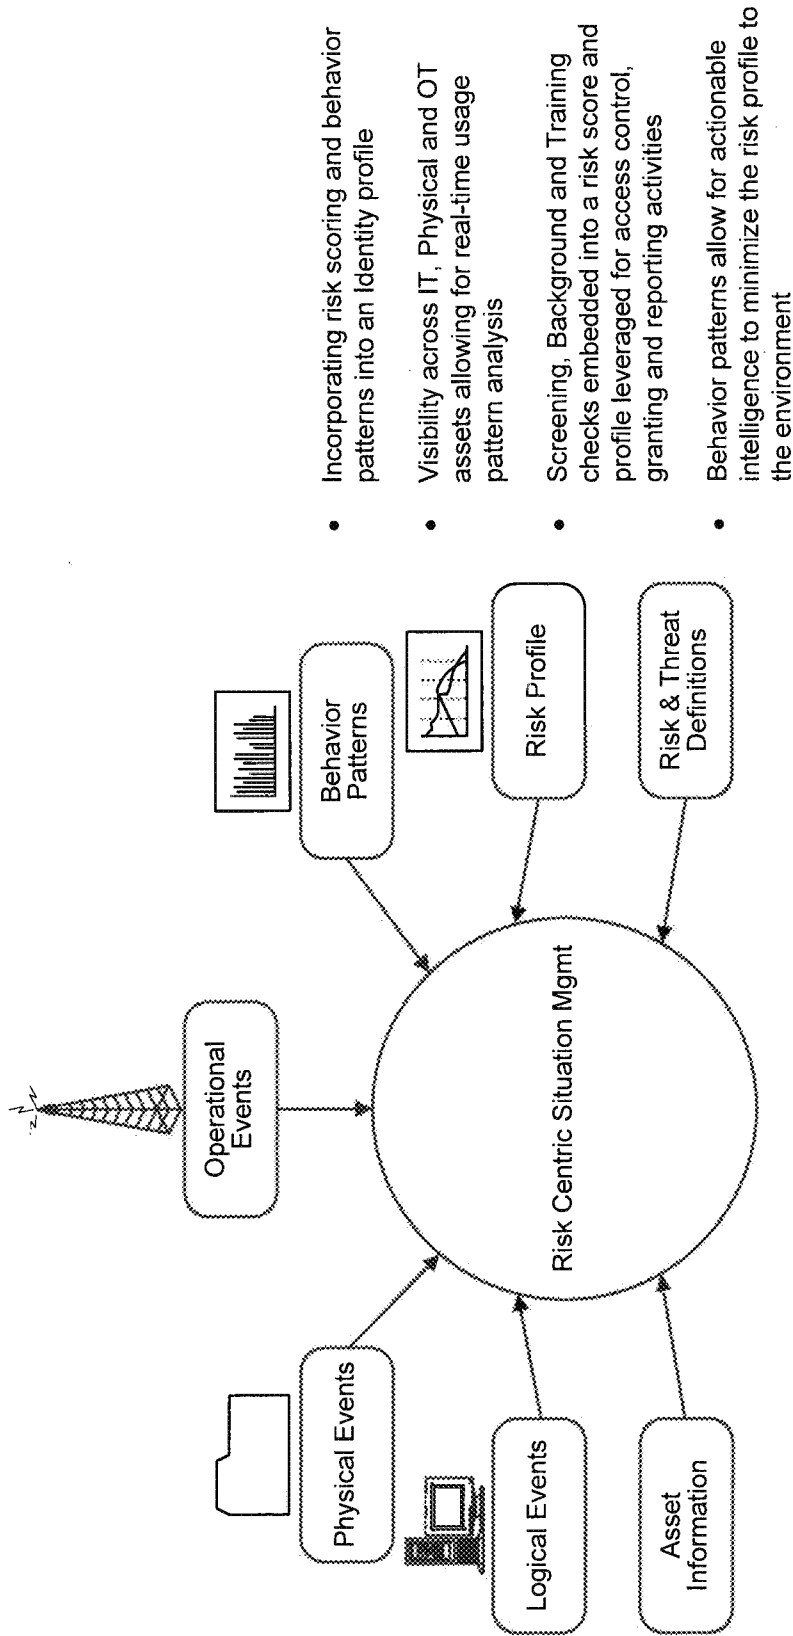 Operational
Events
Physical Events
Behavior
Patterns
Logical Events
Risk Profile
Asset
Information
Risk & Threat
Definitions
Risk Centric Situation Mgmt
• Incorporating risk scoring and behavior
patterns into an Identity profile
• Visibility across IT, Physical and OT
assets allowing for real-time usage
pattern analysis
• Screening, Background and Training
checks embedded into a risk score and
profile leveraged for access control,
granting and reporting activities
• Behavior patterns allow for actionable
intelligence to minimize the risk profile to
the environment